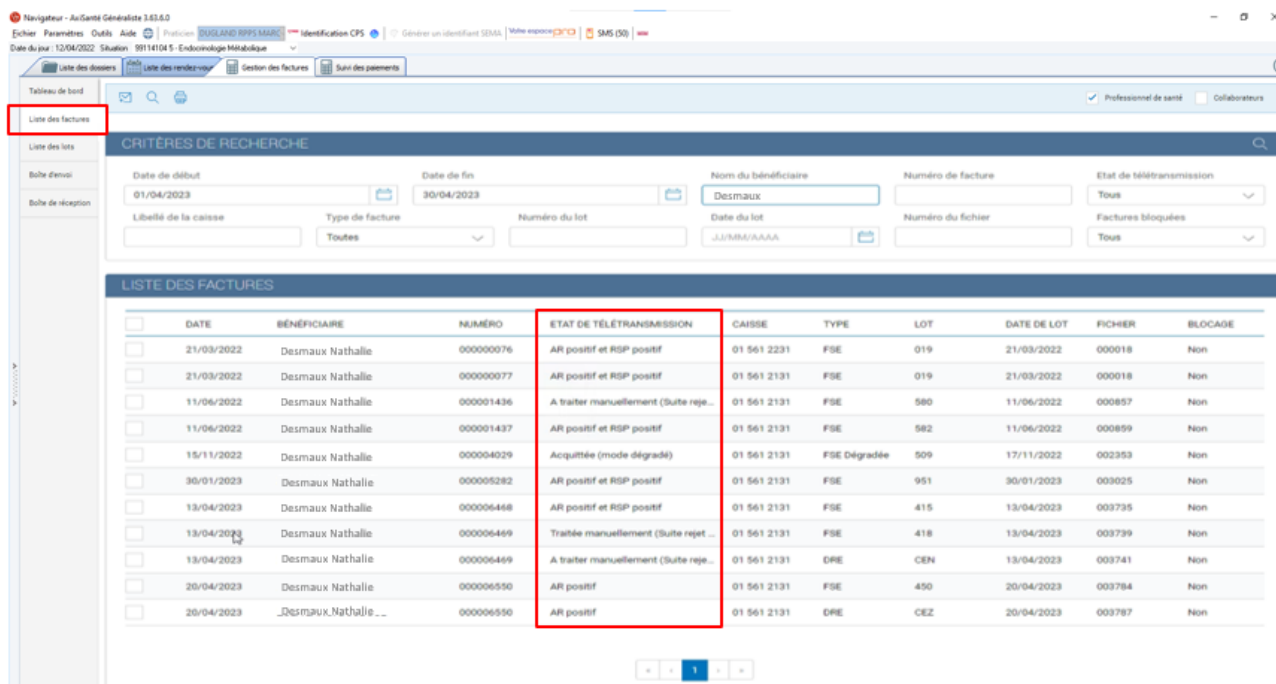 Navigateur - AxiSanté Généraliste 3.63.6.0
Fichier Paramètres Outils Aide Praticien DUGLAND RPPS MARC Identification CPS Générer un identifiant SEMA Votre espace pro SMS (50)
Date du jour : 12/04/2022 Situation 99114104 5 - Endocrinologie Métabolique
Liste des dossiers Liste des rendez-vous Gestion des factures Suivi des paiements
Tableau de bord
Liste des factures
Liste des lots
Boîte d'envoi
Boîte de réception
Professionnel de santé Collaborateurs
CRITÈRES DE RECHERCHE
Date de début Date de fin Nom du bénéficiaire Numéro de facture Etat de télétransmission
01/04/2023 30/04/2023 Desmaux Tous
Libellé de la caisse Type de facture Numéro du lot Date du lot Numéro du fichier Factures bloquées
Toutes JJ/MM/AAAA Tous
LISTE DES FACTURES
DATE BÉNÉFICIAIRE NUMÉRO ETAT DE TÉLÉTRANSMISSION CAISSE TYPE LOT DATE DE LOT FICHIER BLOCAGE
21/03/2022 Desmaux Nathalie 000000076 AR positif et RSP positif 01 561 2231 FSE 019 21/03/2022 000018 Non
21/03/2022 Desmaux Nathalie 000000077 AR positif et RSP positif 01 561 2131 FSE 019 21/03/2022 000018 Non
11/06/2022 Desmaux Nathalie 000001436 A traiter manuellement (Suite reje... 01 561 2131 FSE 580 11/06/2022 000857 Non
11/06/2022 Desmaux Nathalie 000001437 AR positif et RSP positif 01 561 2131 FSE 582 11/06/2022 000859 Non
15/11/2022 Desmaux Nathalie 000004029 Acquittée (mode dégradé) 01 561 2131 FSE Dégradée 509 17/11/2022 002353 Non
30/01/2023 Desmaux Nathalie 000005282 AR positif et RSP positif 01 561 2131 FSE 951 30/01/2023 003025 Non
13/04/2023 Desmaux Nathalie 000006468 AR positif et RSP positif 01 561 2131 FSE 415 13/04/2023 003735 Non
13/04/2023 Desmaux Nathalie 000006469 Traitée manuellement (Suite rejet ... 01 561 2131 FSE 418 13/04/2023 003739 Non
13/04/2023 Desmaux Nathalie 000006469 A traiter manuellement (Suite reje... 01 561 2131 DRE CEN 13/04/2023 003741 Non
20/04/2023 Desmaux Nathalie 000006550 AR positif 01 561 2131 FSE 450 20/04/2023 003784 Non
20/04/2023 Desmaux Nathalie 000006550 AR positif 01 561 2131 DRE CEZ 20/04/2023 003787 Non
« ‹ 1 › »